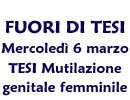 FUORI DI TESI
Mercoledì 6 marzo
TESI Mutilazione
genitale femminile